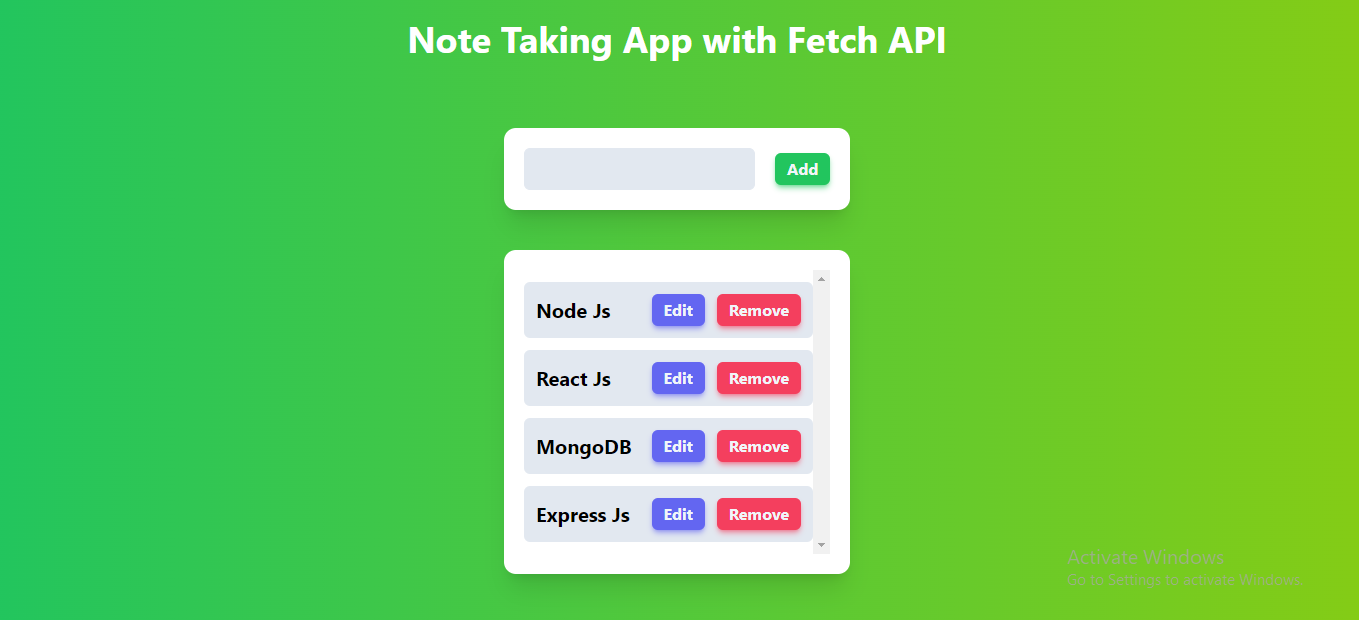 Note Taking App with Fetch API
Add
Node Js Edit Remove
React Js Edit Remove
MongoDB Edit Remove
Express Js Edit Remove
Activate Windows
Go to Settings to activate Windows.